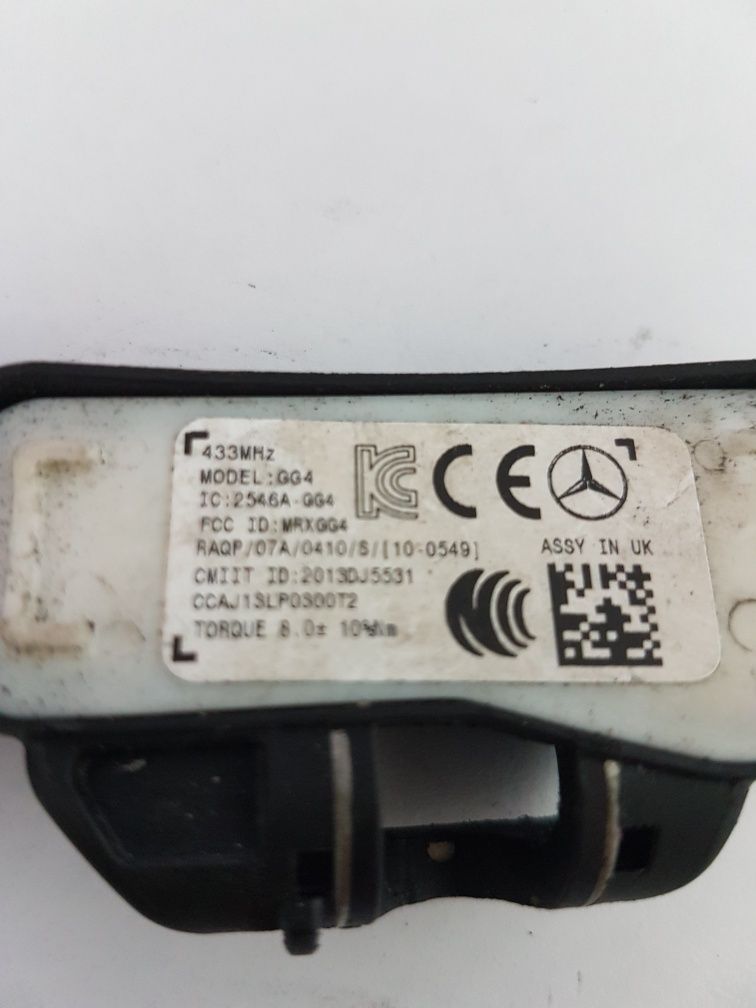 433MHz
MODEL:GG4
IC:2546A-GG4
FCC ID:MRXGG4
RAQP/07A/0410/S/[10-0549]
CMIIT ID:2013DJ5531
CCAJ13LP0300T2
TORQUE 8.0± 10%Nm
CE
ASSY IN UK